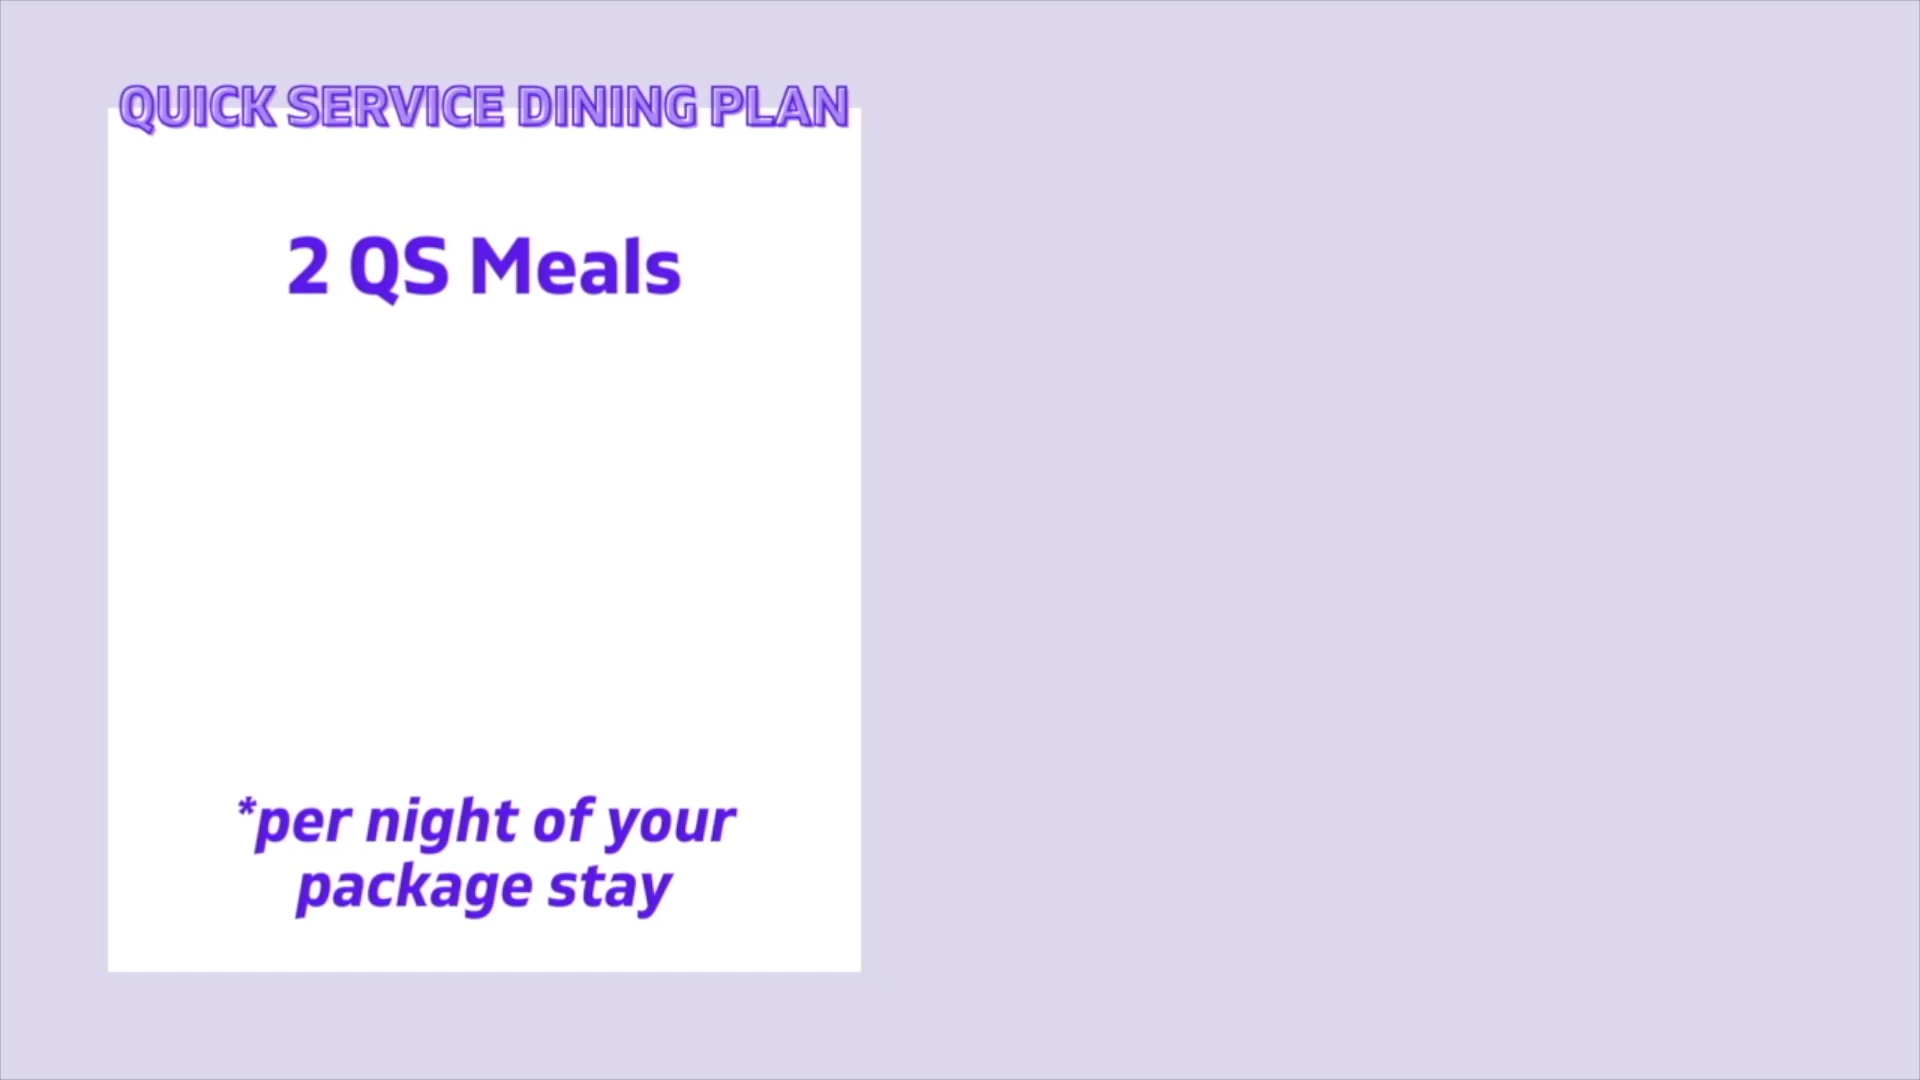 QUICK SERVICE DINING PLAN
2 QS Meals
*per night of your
package stay